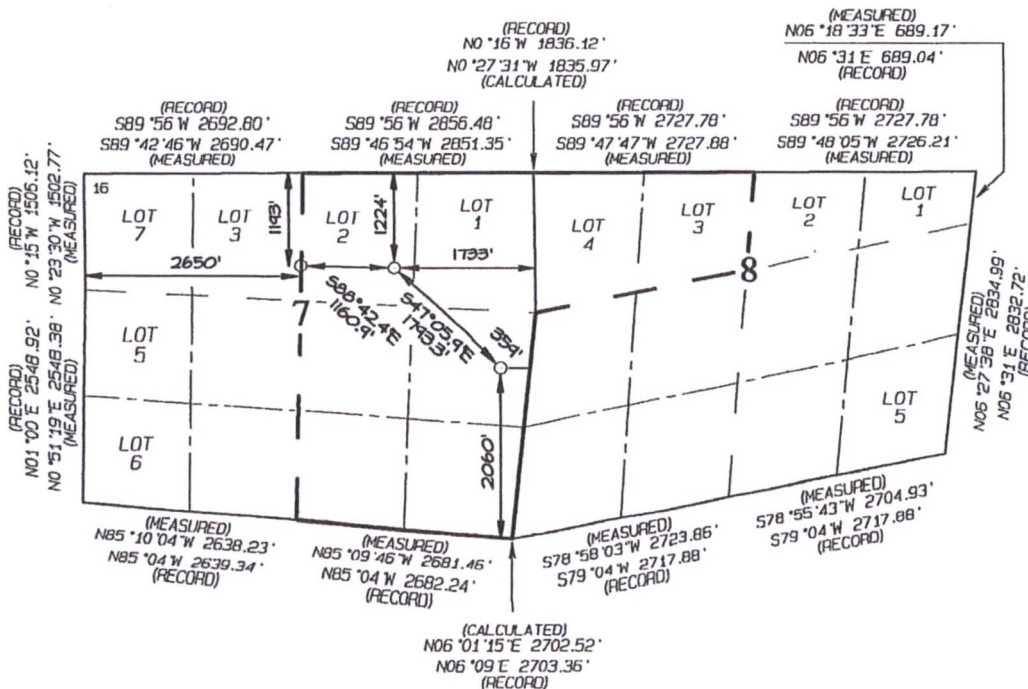 (RECORD)
N0 °16'W 1836.12'
N0 °27'31"W 1835.97'
(CALCULATED)
(MEASURED)
N06 °18'33"E 689.17'
N06 °31'E 689.04'
(RECORD)
(RECORD)
S89 °56'W 2692.80'
S89 °42'46"W 2690.47'
(MEASURED)
(RECORD)
S89 °56'W 2856.48'
S89 °46'54"W 2851.35'
(MEASURED)
(RECORD)
S89 °56'W 2727.78'
S89 °47'47"W 2727.88'
(MEASURED)
(RECORD)
S89 °56'W 2727.78'
S89 °48'05"W 2726.21'
(MEASURED)
(RECORD)
N0 °15'W 1505.12'
N0 °23'30"W 1502.77'
(MEASURED)
16
LOT
7
LOT
3
1193'
LOT
2
1224'
LOT
1
LOT
4
LOT
3
LOT
2
LOT
1
2650'
1733'
7
8
S88°42.4'E
1160.9'
S47°05.9'E
1793.3'
359'
2060'
(RECORD)
N01 °00'E 2548.92'
N0 °51'19"E 2548.38'
(MEASURED)
LOT
5
LOT
6
LOT
5
(MEASURED)
N06 °27'38"E 2834.99'
N06 °31'E 2832.72'
(RECORD)
(MEASURED)
N85 °10'04"W 2638.23'
N85 °04'W 2639.34'
(RECORD)
(MEASURED)
N85 °09'46"W 2681.46'
N85 °04'W 2682.24'
(RECORD)
(MEASURED)
S78 °58'03"W 2723.86'
S79 °04'W 2717.88'
(RECORD)
(MEASURED)
S78 °55'43"W 2704.93'
S79 °04'W 2717.88'
(RECORD)
(CALCULATED)
N06 °01'15"E 2702.52'
N06 °09'E 2703.36'
(RECORD)